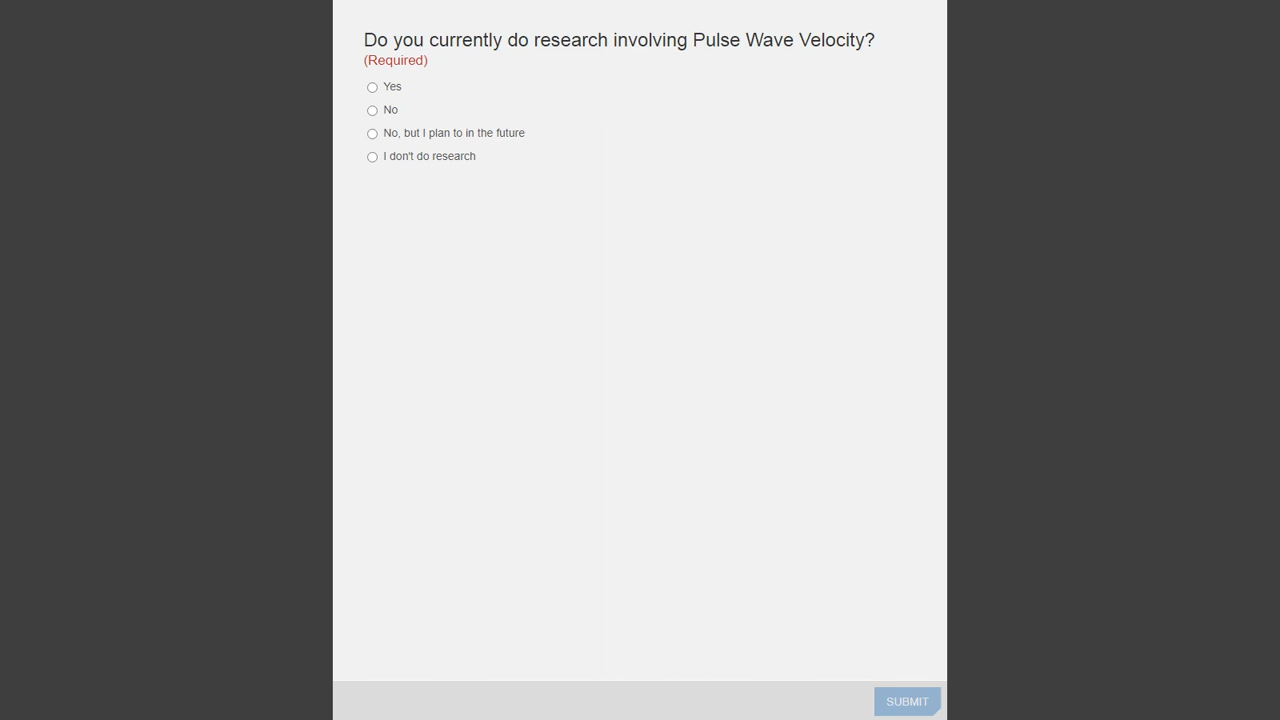 Do you currently do research involving Pulse Wave Velocity?
(Required)
Yes
No
No, but I plan to in the future
I don't do research
SUBMIT